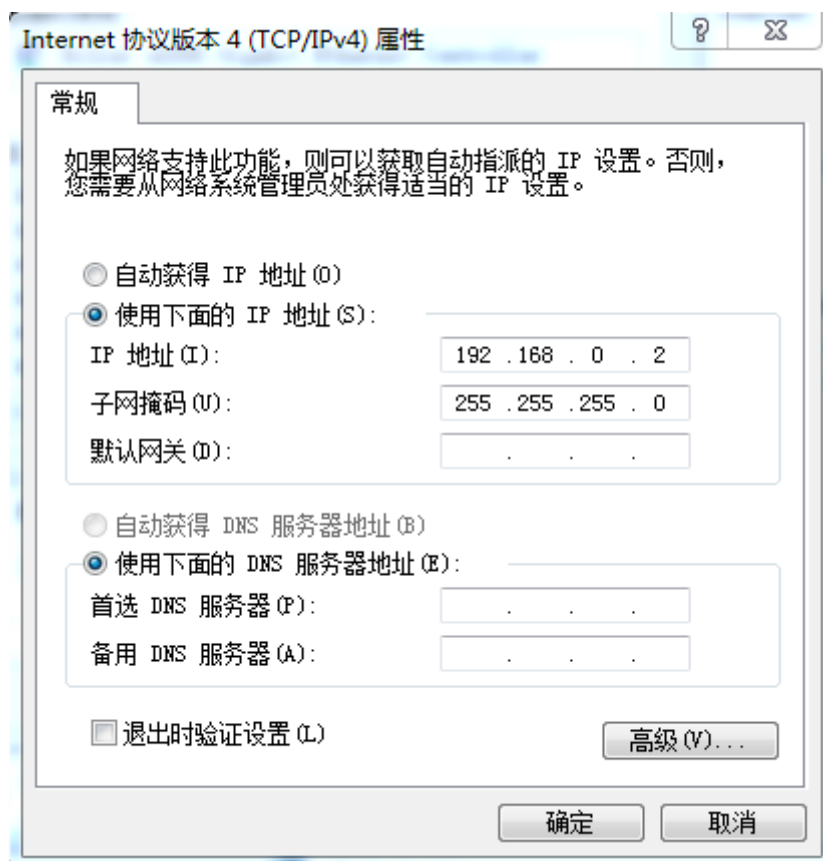 Internet 协议版本 4 (TCP/IPv4) 属性
常规
如果网络支持此功能，则可以获取自动指派的 IP 设置。否则，
您需要从网络系统管理员处获得适当的 IP 设置。
自动获得 IP 地址(O)
使用下面的 IP 地址(S):
IP 地址(I): 192 .168 . 0 . 2
子网掩码(U): 255 .255 .255 . 0
默认网关(D): . . .
自动获得 DNS 服务器地址(B)
使用下面的 DNS 服务器地址(E):
首选 DNS 服务器(P): . . .
备用 DNS 服务器(A): . . .
退出时验证设置(L)
高级(V)...
确定 取消